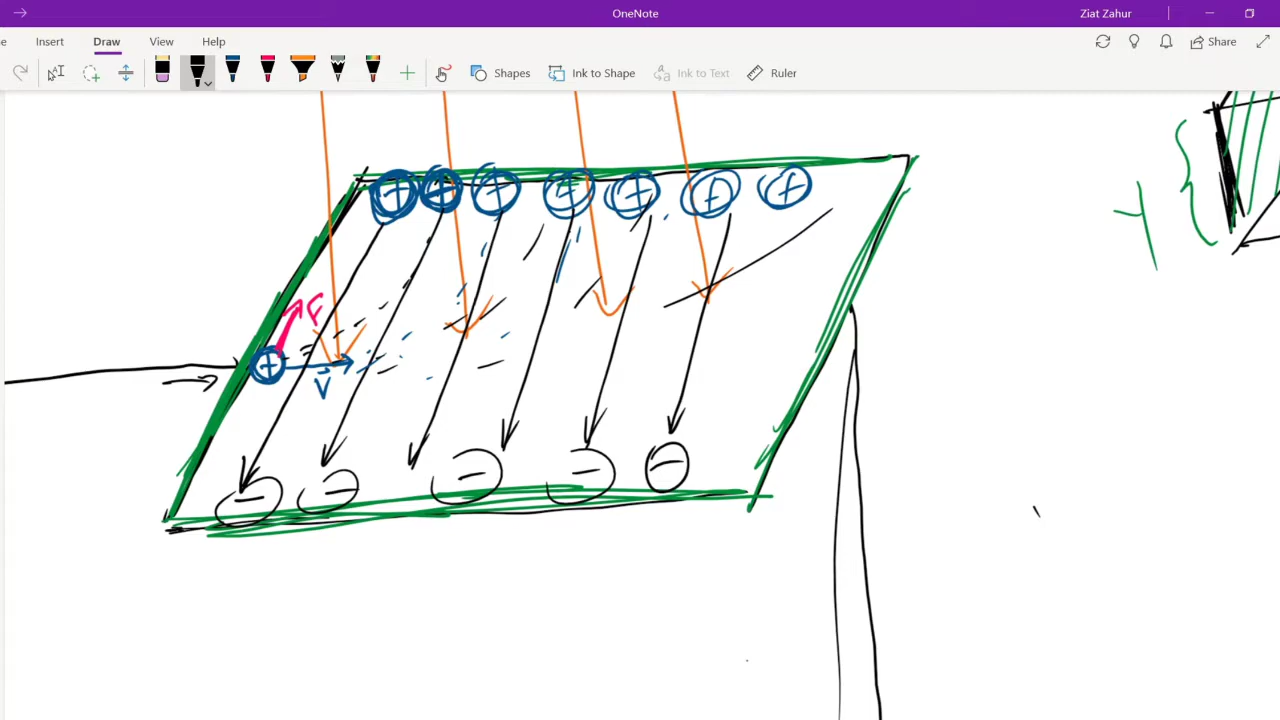 OneNote
Ziat Zahur
Insert
Draw
View
Help
Share
Shapes
Ink to Shape
Ink to Text
Ruler
+ + + + + + +
F
+
V
- - - - - -
Y